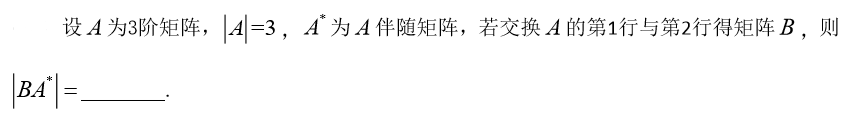 设 A 为3阶矩阵，|A|=3，A* 为 A 伴随矩阵，若交换 A 的第1行与第2行得矩阵 B，则
|BA*|=________.